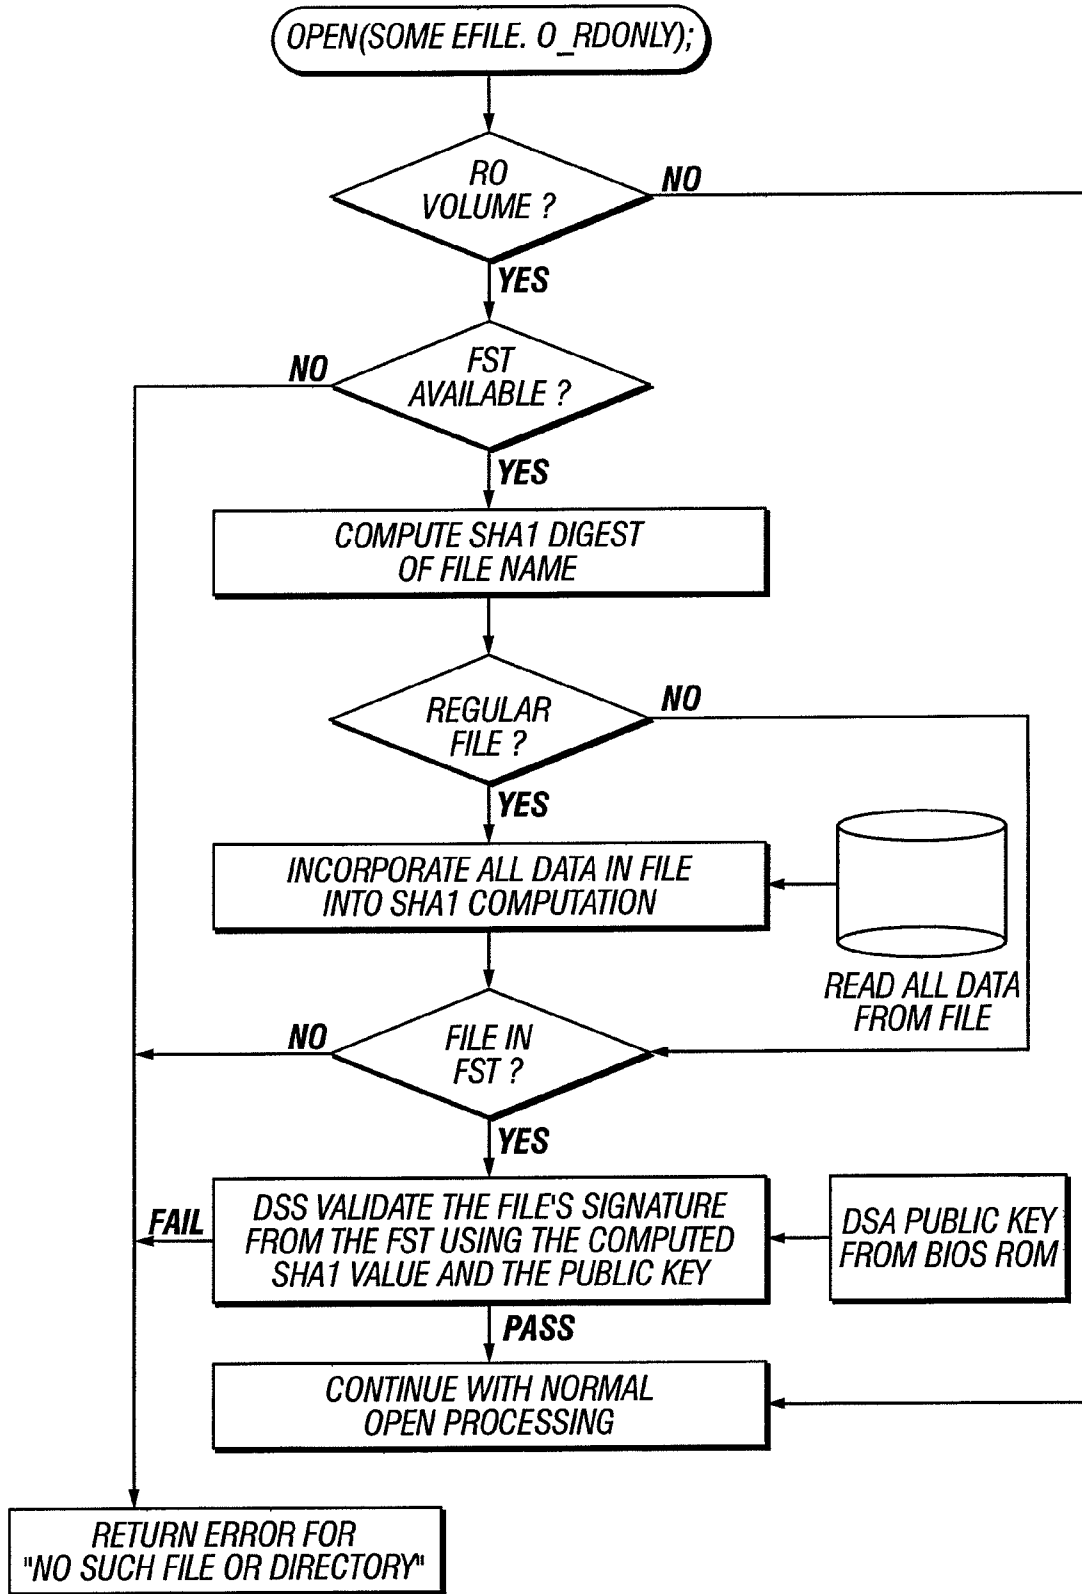 OPEN(SOME EFILE. O_RDONLY);
RO
VOLUME ?
NO
YES
FST
AVAILABLE ?
NO
YES
COMPUTE SHA1 DIGEST
OF FILE NAME
REGULAR
FILE ?
NO
YES
INCORPORATE ALL DATA IN FILE
INTO SHA1 COMPUTATION
READ ALL DATA
FROM FILE
NO
FILE IN
FST ?
YES
FAIL
DSS VALIDATE THE FILE'S SIGNATURE
FROM THE FST USING THE COMPUTED
SHA1 VALUE AND THE PUBLIC KEY
DSA PUBLIC KEY
FROM BIOS ROM
PASS
CONTINUE WITH NORMAL
OPEN PROCESSING
RETURN ERROR FOR
"NO SUCH FILE OR DIRECTORY"